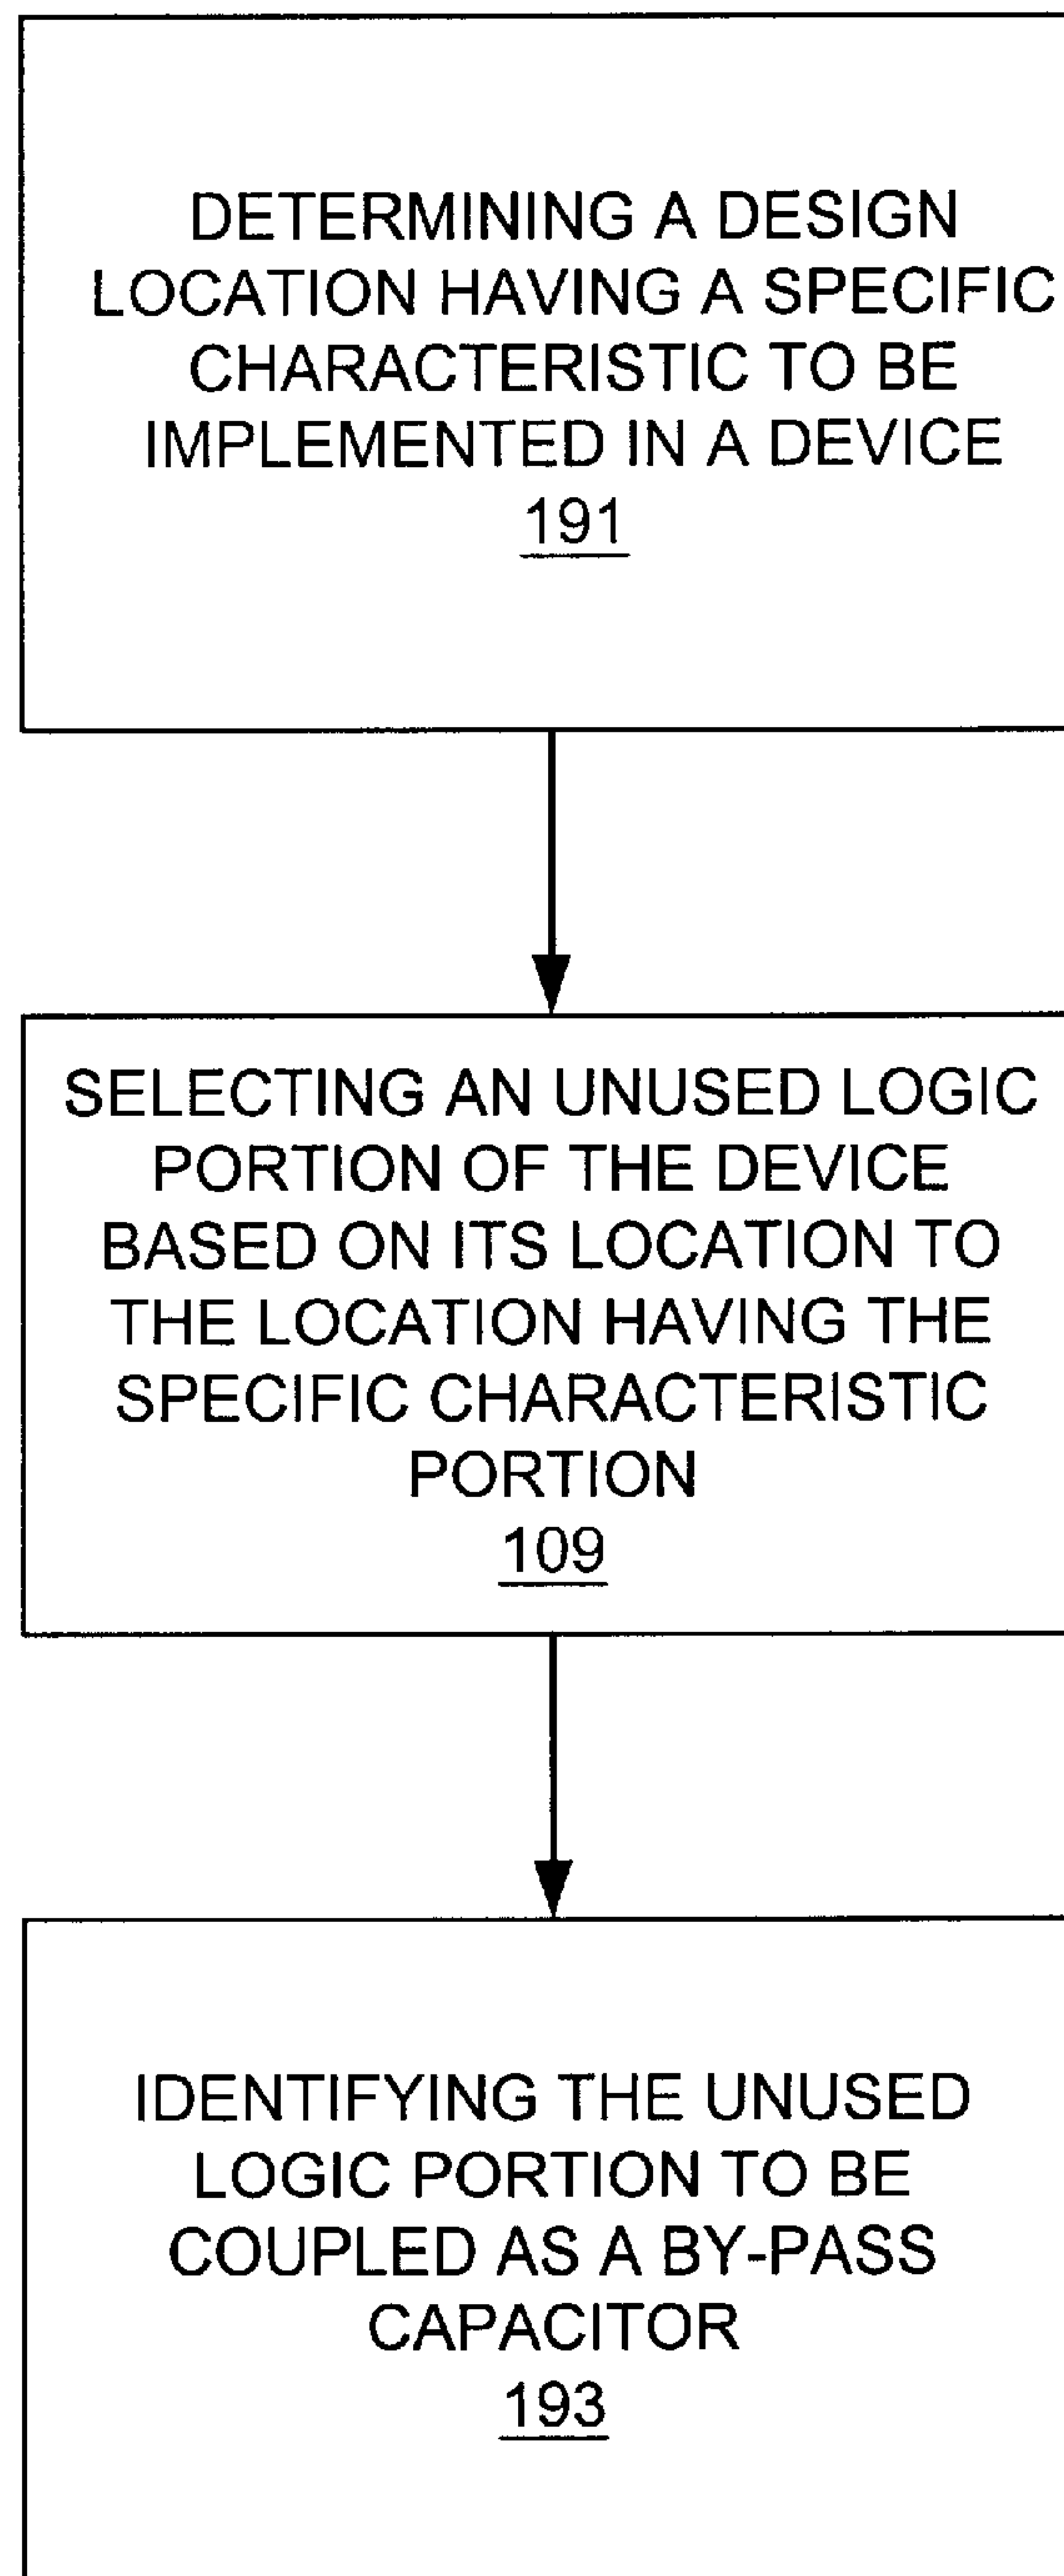 DETERMINING A DESIGN
LOCATION HAVING A SPECIFIC
CHARACTERISTIC TO BE
IMPLEMENTED IN A DEVICE
191
SELECTING AN UNUSED LOGIC
PORTION OF THE DEVICE
BASED ON ITS LOCATION TO
THE LOCATION HAVING THE
SPECIFIC CHARACTERISTIC
PORTION
109
IDENTIFYING THE UNUSED
LOGIC PORTION TO BE
COUPLED AS A BY-PASS
CAPACITOR
193